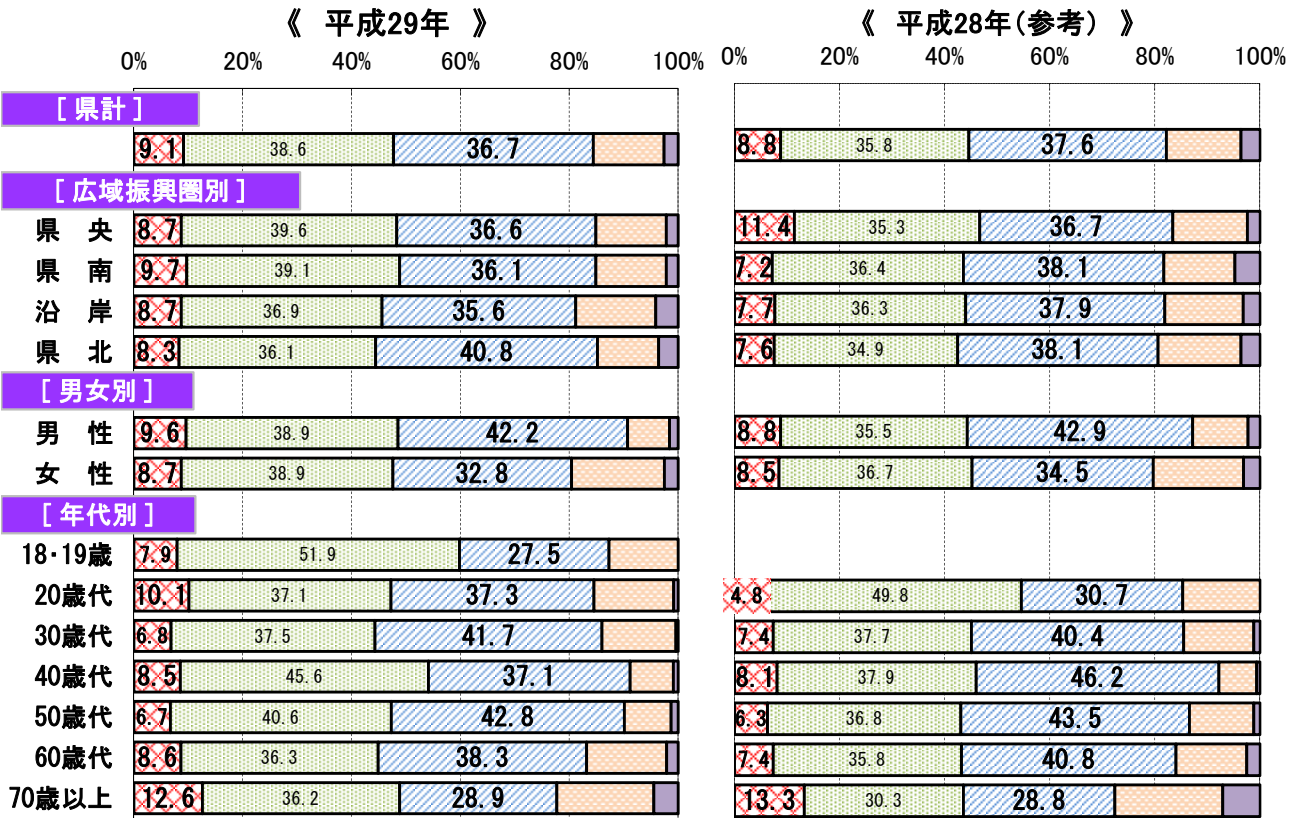 《 平成29年 》 《 平成28年(参考) 》
0% 20% 40% 60% 80% 100% 0% 20% 40% 60% 80% 100%
[ 県計 ]
9.1 38.6 36.7 8.8 35.8 37.6
[ 広域振興圏別 ]
県 央 8.7 39.6 36.6 11.4 35.3 36.7
県 南 9.7 39.1 36.1 7.2 36.4 38.1
沿 岸 8.7 36.9 35.6 7.7 36.3 37.9
県 北 8.3 36.1 40.8 7.6 34.9 38.1
[ 男女別 ]
男 性 9.6 38.9 42.2 8.8 35.5 42.9
女 性 8.7 38.9 32.8 8.5 36.7 34.5
[ 年代別 ]
18・19歳 7.9 51.9 27.5
20歳代 10.1 37.1 37.3 4.8 49.8 30.7
30歳代 6.8 37.5 41.7 7.4 37.7 40.4
40歳代 8.5 45.6 37.1 8.1 37.9 46.2
50歳代 6.7 40.6 42.8 6.3 36.8 43.5
60歳代 8.6 36.3 38.3 7.4 35.8 40.8
70歳以上 12.6 36.2 28.9 13.3 30.3 28.8